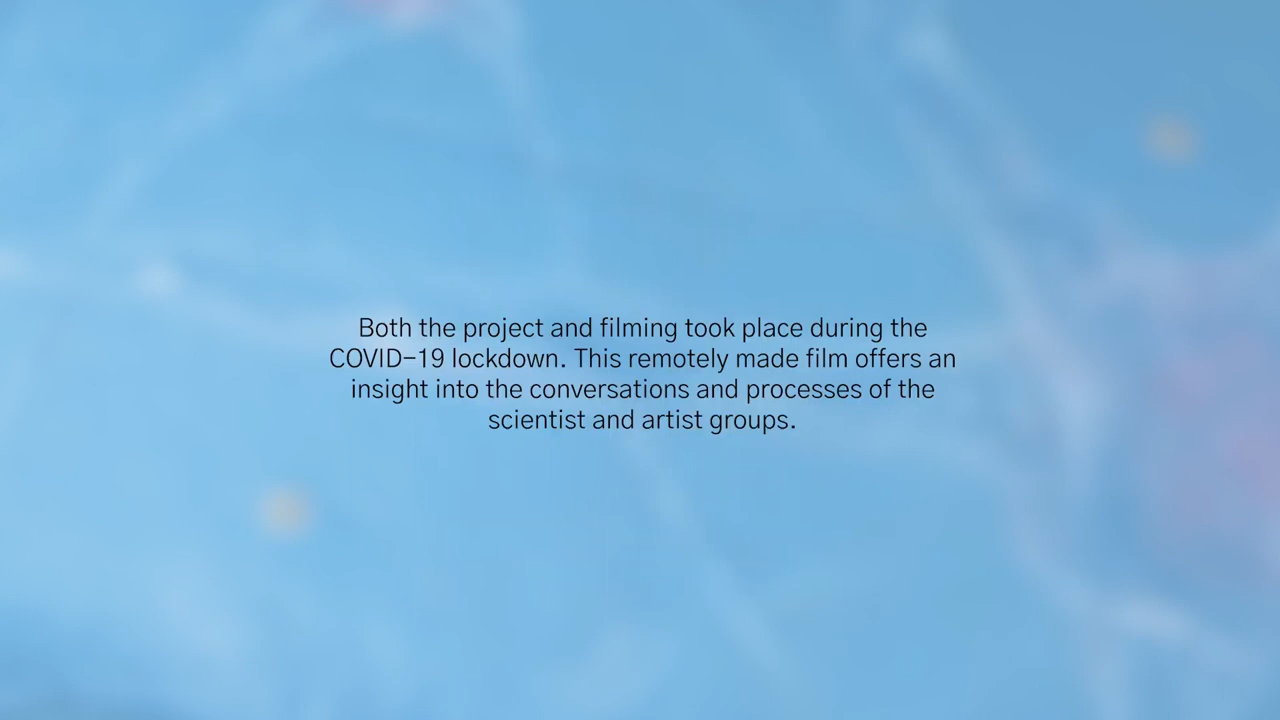 Both the project and filming took place during the
COVID-19 lockdown. This remotely made film offers an
insight into the conversations and processes of the
scientist and artist groups.